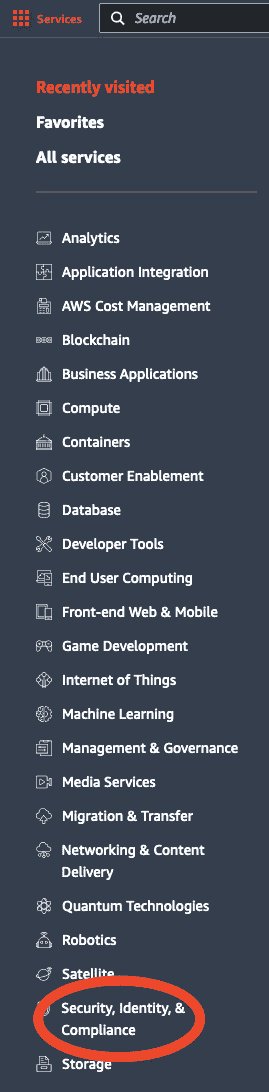 Services
Search
Recently visited
Favorites
All services
Analytics
Application Integration
AWS Cost Management
Blockchain
Business Applications
Compute
Containers
Customer Enablement
Database
Developer Tools
End User Computing
Front-end Web & Mobile
Game Development
Internet of Things
Machine Learning
Management & Governance
Media Services
Migration & Transfer
Networking & Content
Delivery
Quantum Technologies
Robotics
Satellite
Security, Identity, &
Compliance
Storage